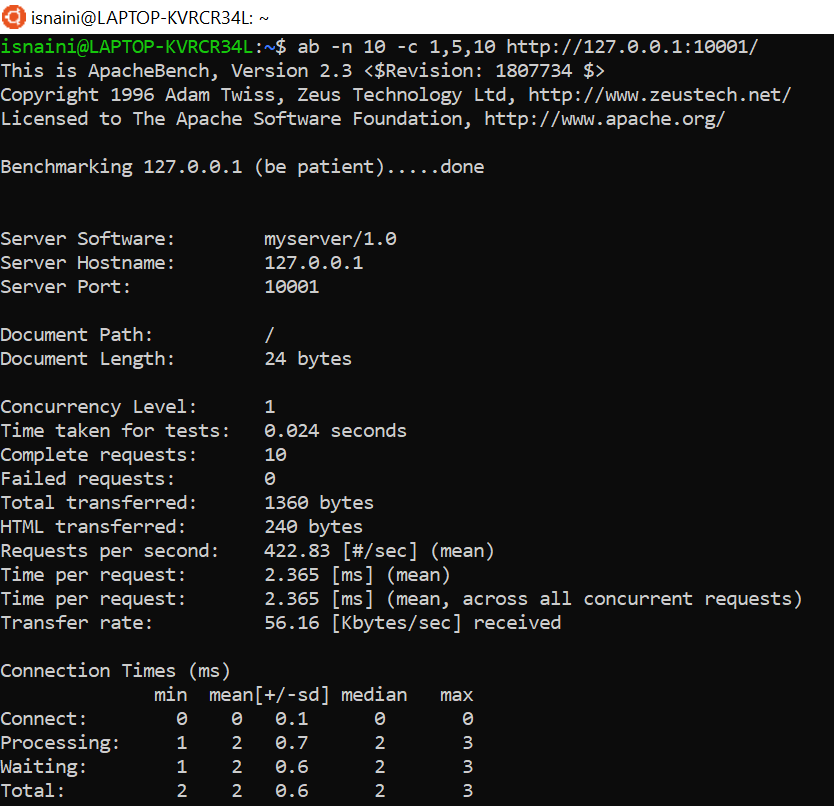 isnaini@LAPTOP-KVRCR34L: ~
isnaini@LAPTOP-KVRCR34L:~$ ab -n 10 -c 1,5,10 http://127.0.0.1:10001/
This is ApacheBench, Version 2.3 <$Revision: 1807734 $>
Copyright 1996 Adam Twiss, Zeus Technology Ltd, http://www.zeustech.net/
Licensed to The Apache Software Foundation, http://www.apache.org/
Benchmarking 127.0.0.1 (be patient).....done
Server Software:        myserver/1.0
Server Hostname:        127.0.0.1
Server Port:            10001
Document Path:          /
Document Length:        24 bytes
Concurrency Level:      1
Time taken for tests:   0.024 seconds
Complete requests:      10
Failed requests:        0
Total transferred:      1360 bytes
HTML transferred:       240 bytes
Requests per second:    422.83 [#/sec] (mean)
Time per request:       2.365 [ms] (mean)
Time per request:       2.365 [ms] (mean, across all concurrent requests)
Transfer rate:          56.16 [Kbytes/sec] received
Connection Times (ms)
              min  mean[+/-sd] median   max
Connect:        0    0   0.1      0       0
Processing:     1    2   0.7      2       3
Waiting:        1    2   0.6      2       3
Total:          2    2   0.6      2       3